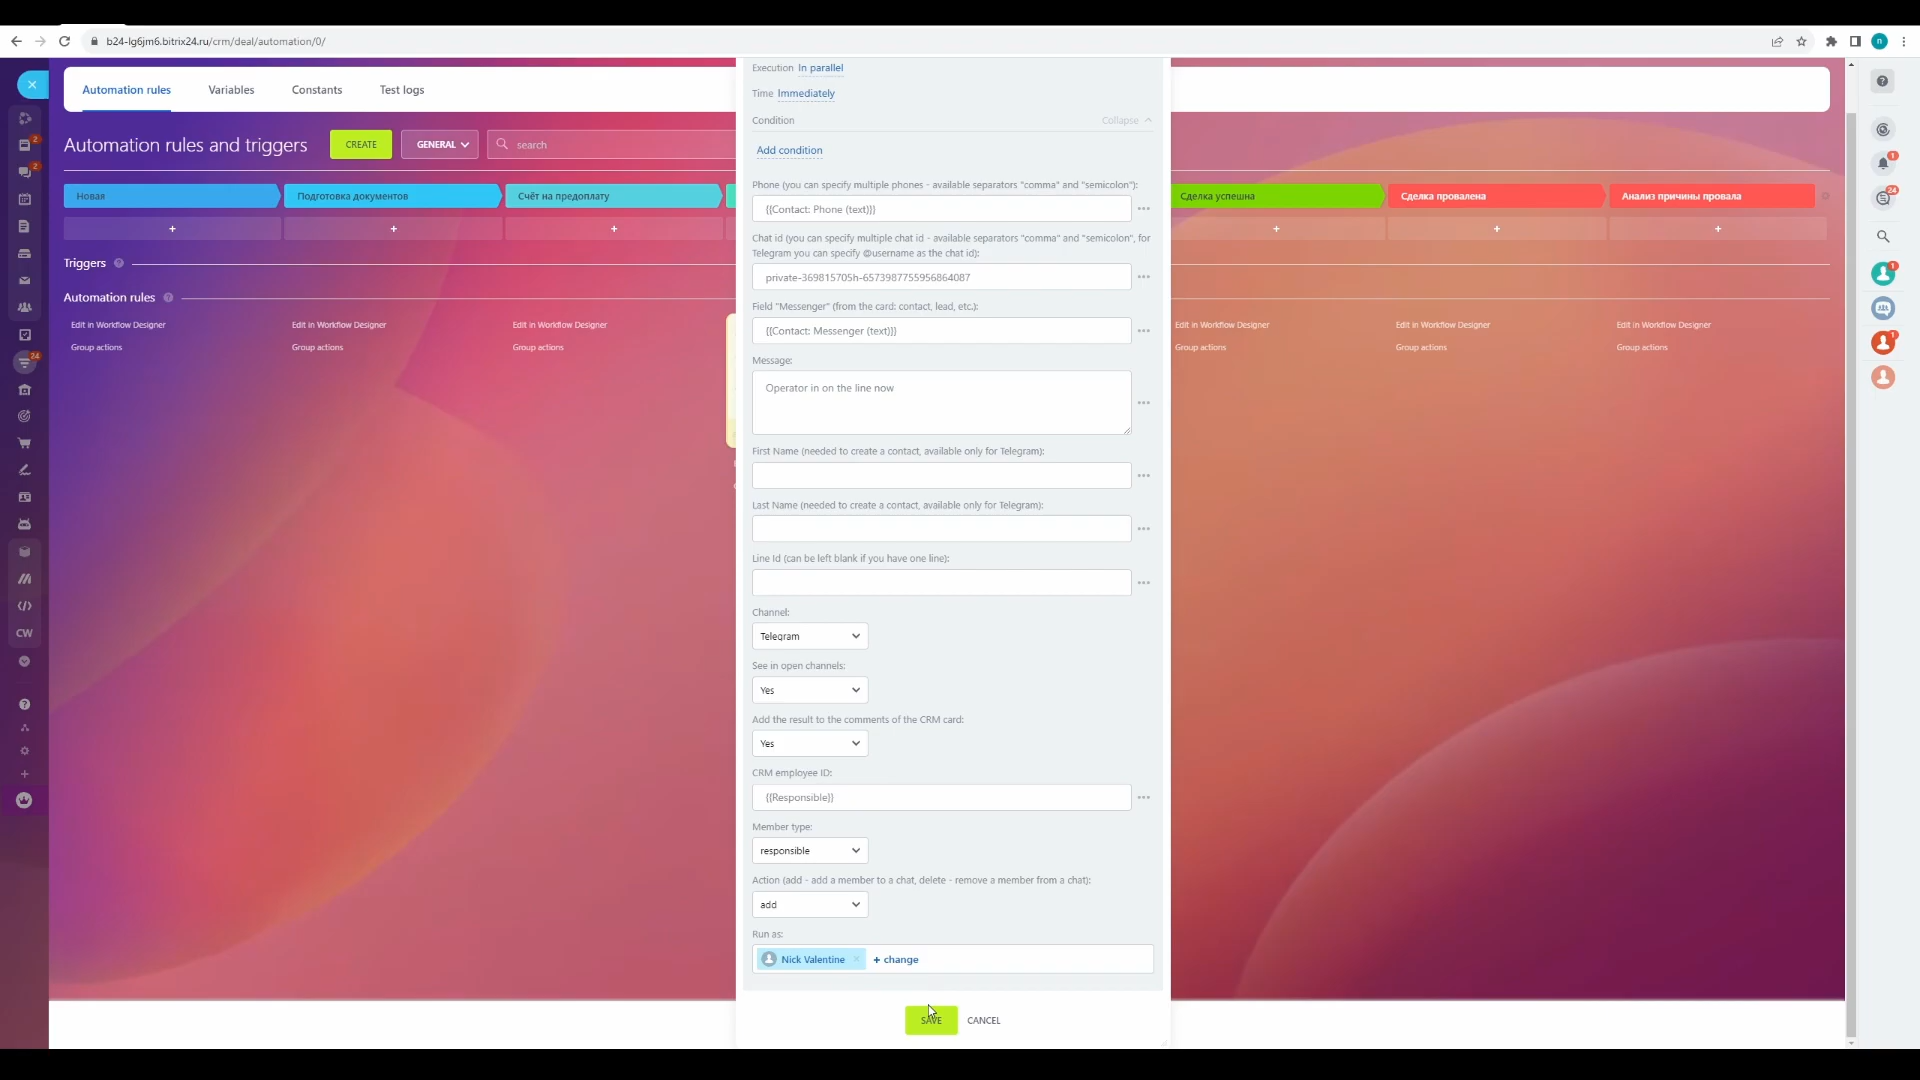 b24-lg6jm6.bitrix24.ru/crm/deal/automation/0/
n
Automation rules
Variables
Constants
Test logs
Automation rules and triggers
CREATE
GENERAL
search
Новая
Подготовка документов
Счёт на предоплату
Сделка успешна
Сделка провалена
Анализ причины провала
+
+
+
+
+
+
Triggers
Automation rules
Edit in Workflow Designer
Group actions
Edit in Workflow Designer
Group actions
Edit in Workflow Designer
Group actions
Edit in Workflow Designer
Group actions
Edit in Workflow Designer
Group actions
Edit in Workflow Designer
Group actions
Execution In parallel
Time Immediately
Condition
Collapse
Add condition
Phone (you can specify multiple phones - available separators "comma" and "semicolon"):
{{Contact: Phone (text)}}
Chat id (you can specify multiple chat id - available separators "comma" and "semicolon", for
Telegram you can specify @username as the chat id):
private-369815705h-6573987755956864087
Field "Messenger" (from the card: contact, lead, etc.):
{{Contact: Messenger (text)}}
Message:
Operator in on the line now
First Name (needed to create a contact, available only for Telegram):
Last Name (needed to create a contact, available only for Telegram):
Line Id (can be left blank if you have one line):
Channel:
Telegram
See in open channels:
Yes
Add the result to the comments of the CRM card:
Yes
CRM employee ID:
{{Responsible}}
Member type:
responsible
Action (add - add a member to a chat, delete - remove a member from a chat):
add
Run as:
Nick Valentine × + change
SAVE
CANCEL
2
2
24
CW
1
24
1
1